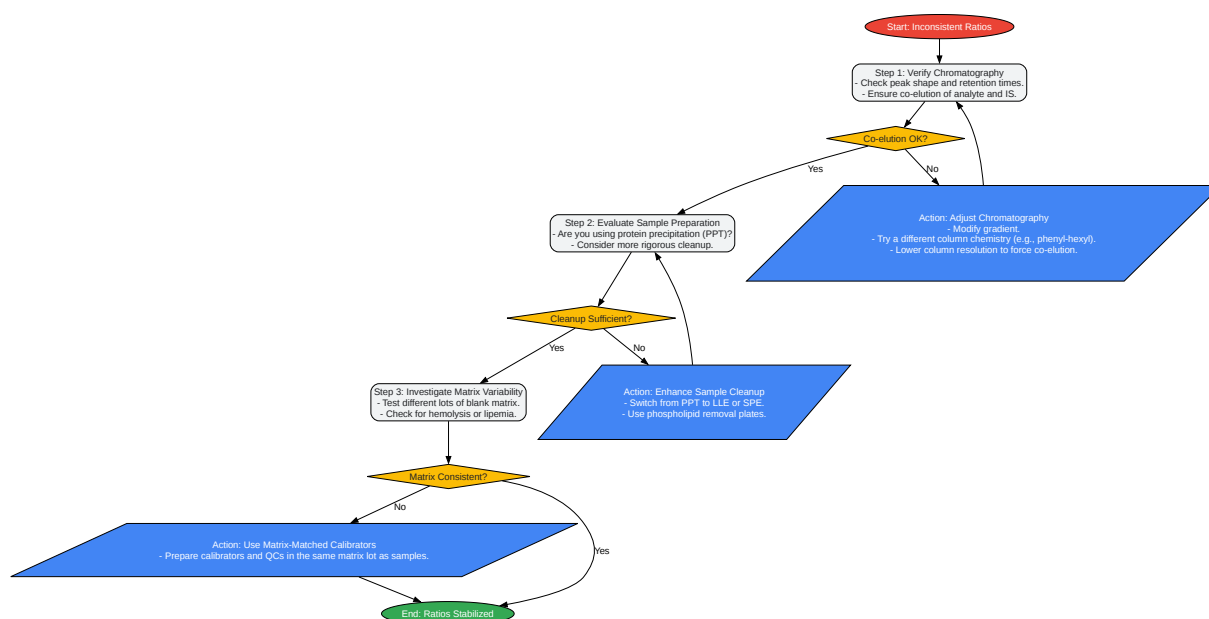 Start: Inconsistent Ratios
Step 1: Verify Chromatography
- Check peak shape and retention times.
- Ensure co-elution of analyte and IS.
Co-elution OK?
Yes
No
Action: Adjust Chromatography
- Modify gradient.
- Try a different column chemistry (e.g., phenyl-hexyl).
- Lower column resolution to force co-elution.
Step 2: Evaluate Sample Preparation
- Are you using protein precipitation (PPT)?
- Consider more rigorous cleanup.
Cleanup Sufficient?
Yes
No
Action: Enhance Sample Cleanup
- Switch from PPT to LLE or SPE.
- Use phospholipid removal plates.
Step 3: Investigate Matrix Variability
- Test different lots of blank matrix.
- Check for hemolysis or lipemia.
Matrix Consistent?
No
Yes
Action: Use Matrix-Matched Calibrators
- Prepare calibrators and QCs in the same matrix lot as samples.
End: Ratios Stabilized